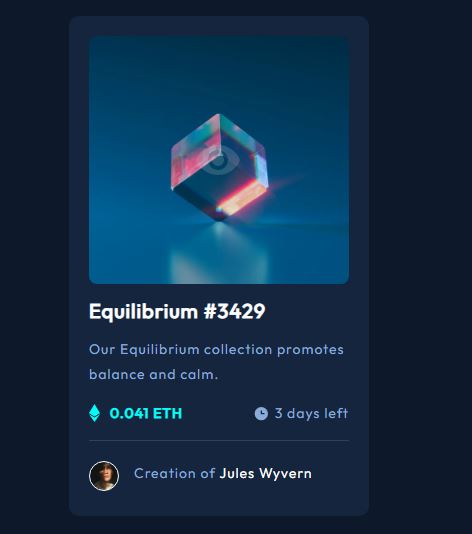 Equilibrium #3429
Our Equilibrium collection promotes
balance and calm.
0.041 ETH
3 days left
Creation of Jules Wyvern